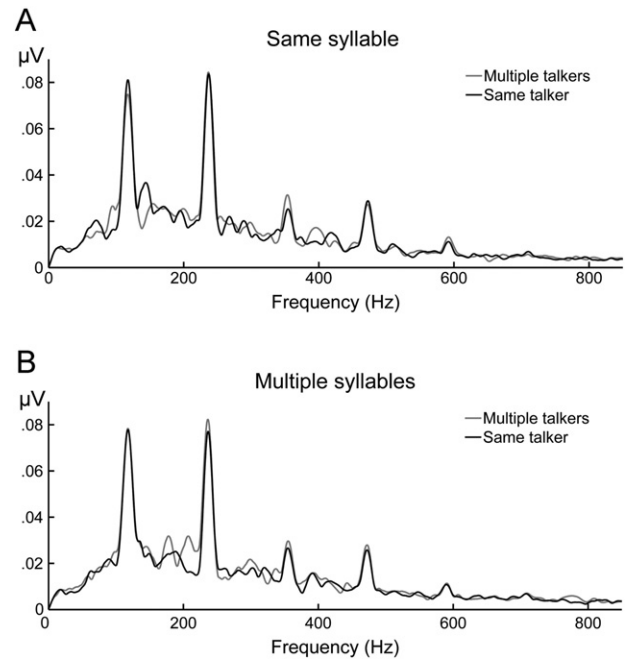 A
Same syllable
µV
Multiple talkers
Same talker
.08
.06
.04
.02
0
0 200 400 600 800
Frequency (Hz)
B
Multiple syllables
µV
Multiple talkers
Same talker
.08
.06
.04
.02
0
0 200 400 600 800
Frequency (Hz)